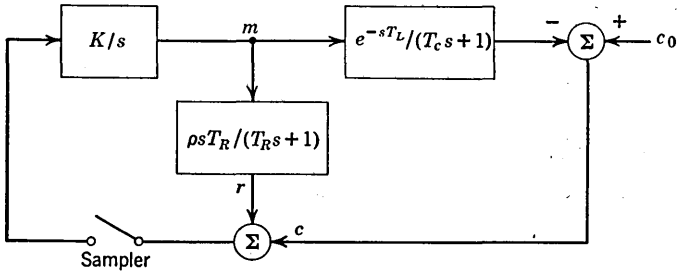 K/s
m
e^{-sT_L}/(T_c s+1)
−
+
Σ
c_0
ρsT_R/(T_R s+1)
r
Σ
c
Sampler